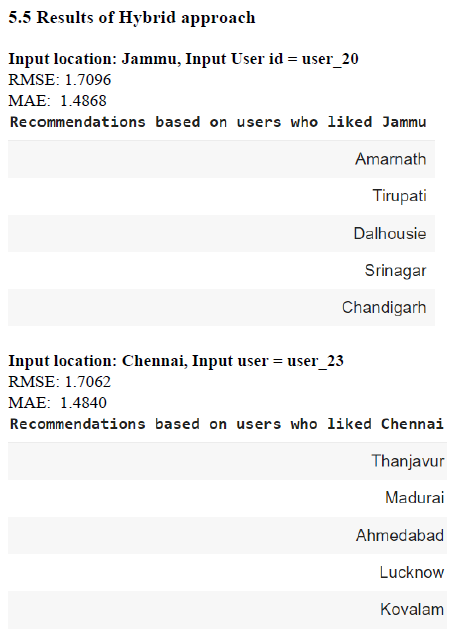 5.5 Results of Hybrid approach
Input location: Jammu, Input User id = user_20
RMSE: 1.7096
MAE:  1.4868
Recommendations based on users who liked Jammu
Amarnath
Tirupati
Dalhousie
Srinagar
Chandigarh
Input location: Chennai, Input user = user_23
RMSE: 1.7062
MAE:  1.4840
Recommendations based on users who liked Chennai
Thanjavur
Madurai
Ahmedabad
Lucknow
Kovalam